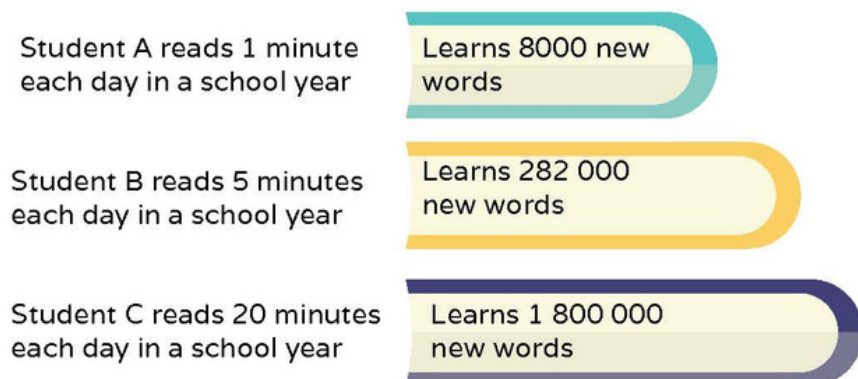 Student A reads 1 minute
each day in a school year
Learns 8000 new
words
Student B reads 5 minutes
each day in a school year
Learns 282 000
new words
Student C reads 20 minutes
each day in a school year
Learns 1 800 000
new words